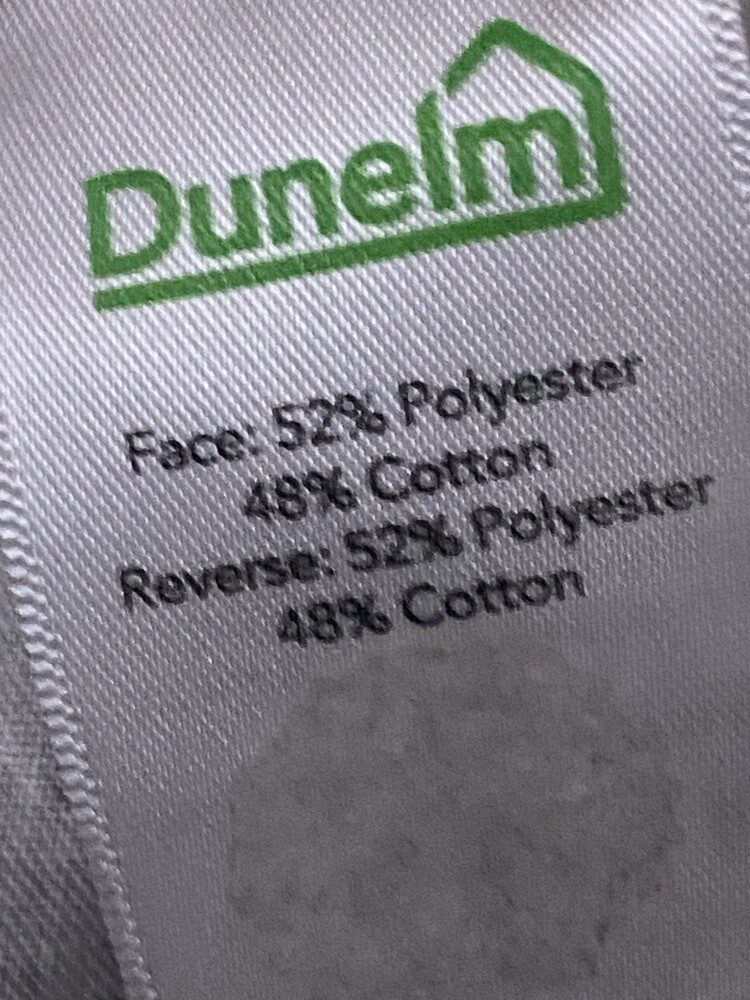 Dunelm
Face: 52% Polyester
48% Cotton
Reverse: 52% Polyester
48% Cotton